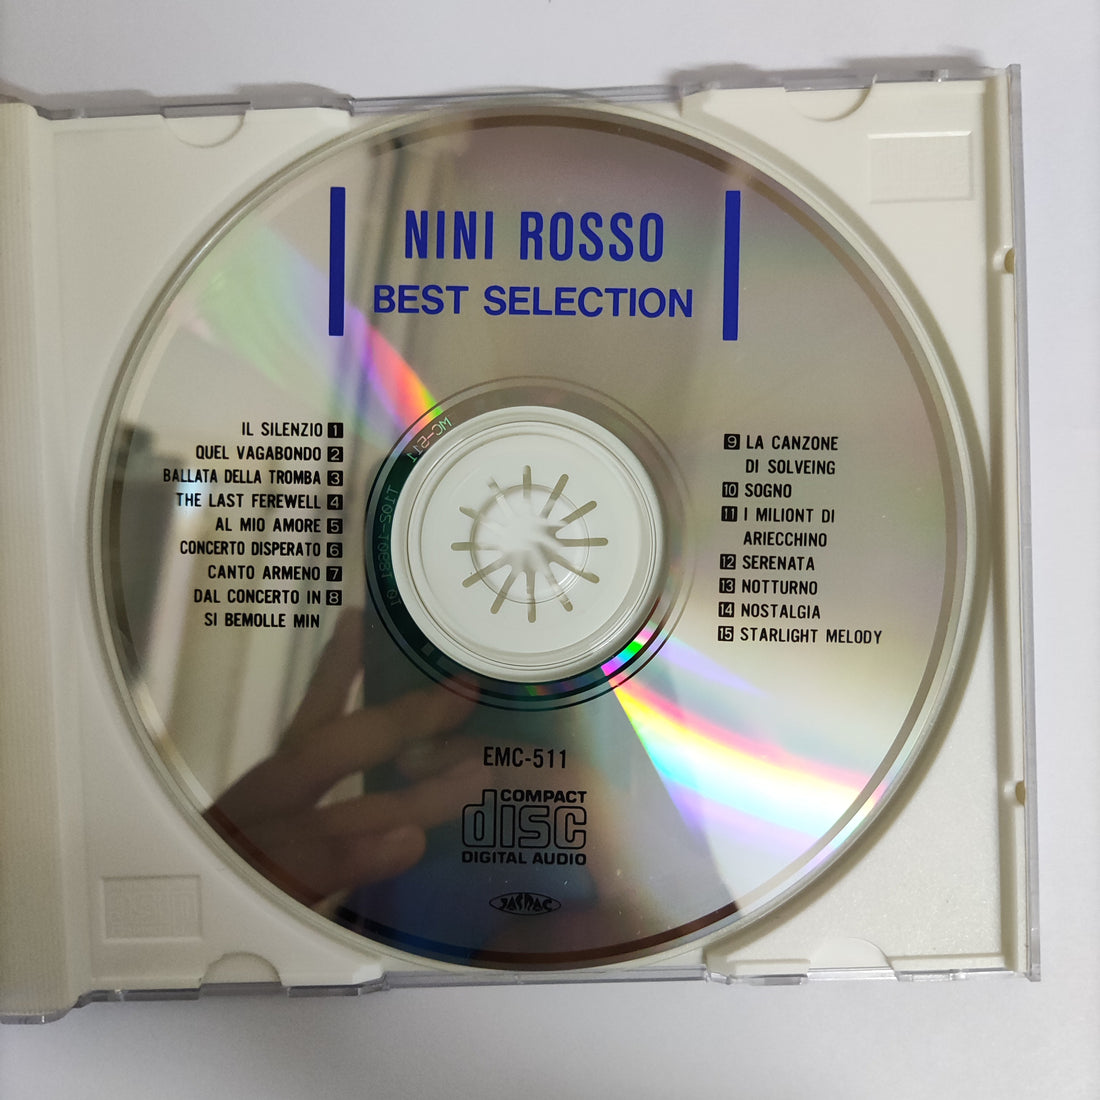 NINI ROSSO
BEST SELECTION
IL SILENZIO 1
QUEL VAGABONDO 2
BALLATA DELLA TROMBA 3
THE LAST FEREWELL 4
AL MIO AMORE 5
CONCERTO DISPERATO 6
CANTO ARMENO 7
DAL CONCERTO IN 8
SI BEMOLLE MIN
9 LA CANZONE
DI SOLVEING
10 SOGNO
11 I MILIONT DI
ARIECCHINO
12 SERENATA
13 NOTTURNO
14 NOSTALGIA
15 STARLIGHT MELODY
EMC-511
COMPACT
disc
DIGITAL AUDIO
JASRAC